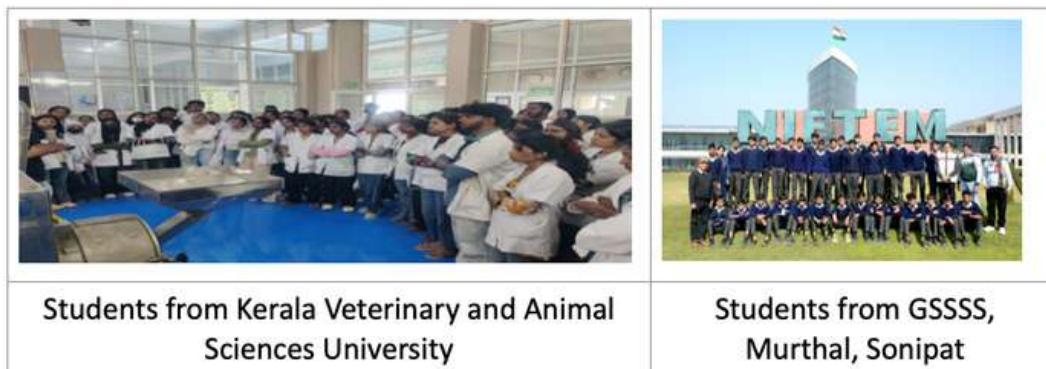 NIFTEM
Students from Kerala Veterinary and Animal
Sciences University
Students from GSSSS,
Murthal, Sonipat